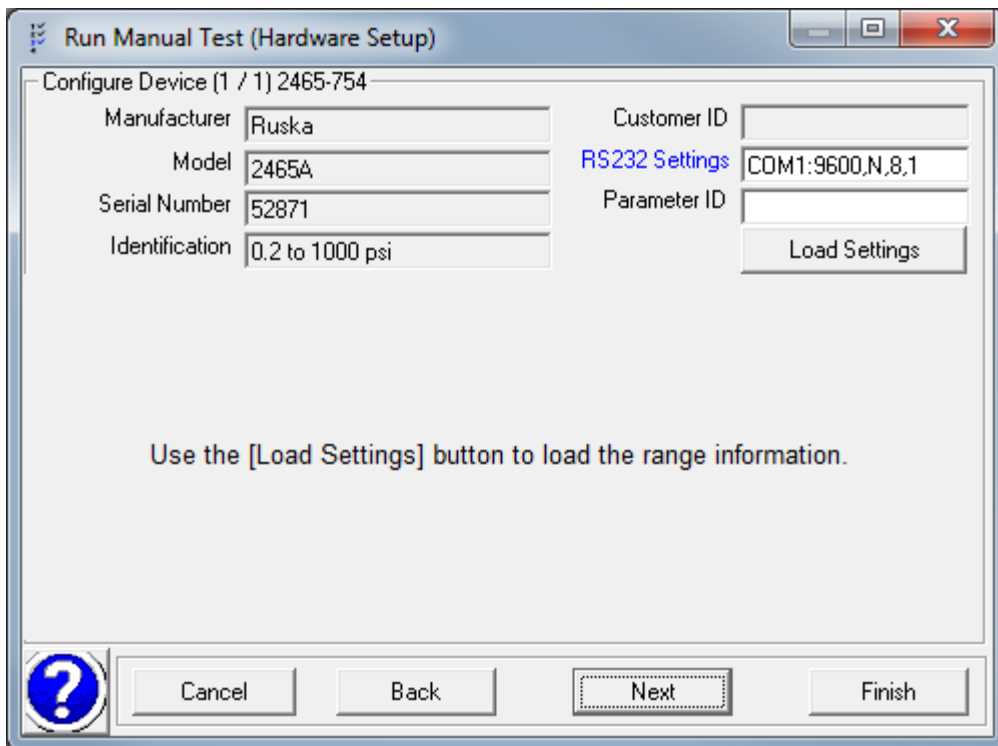 Run Manual Test (Hardware Setup)
Configure Device (1 / 1) 2465-754
Manufacturer Ruska
Customer ID
Model 2465A
RS232 Settings COM1:9600,N,8,1
Serial Number 52871
Parameter ID
Identification 0.2 to 1000 psi
Load Settings
Use the [Load Settings] button to load the range information.
? Cancel Back Next Finish